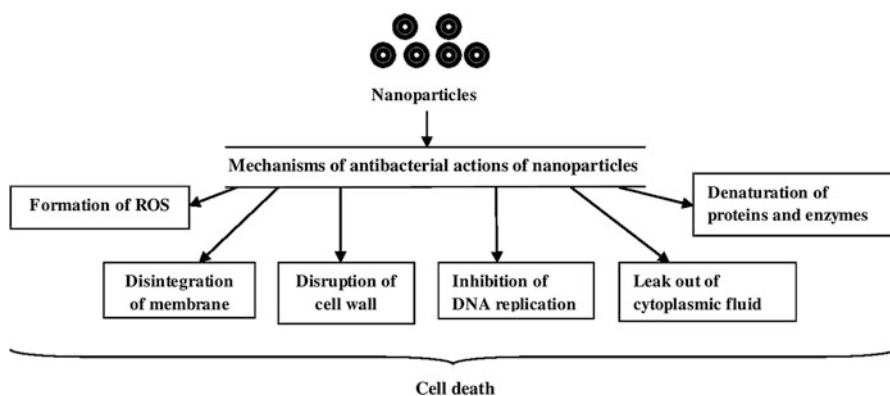 Nanoparticles
Mechanisms of antibacterial actions of nanoparticles
Formation of ROS
Denaturation of
proteins and enzymes
Disintegration
of membrane
Disruption of
cell wall
Inhibition of
DNA replication
Leak out of
cytoplasmic fluid
Cell death